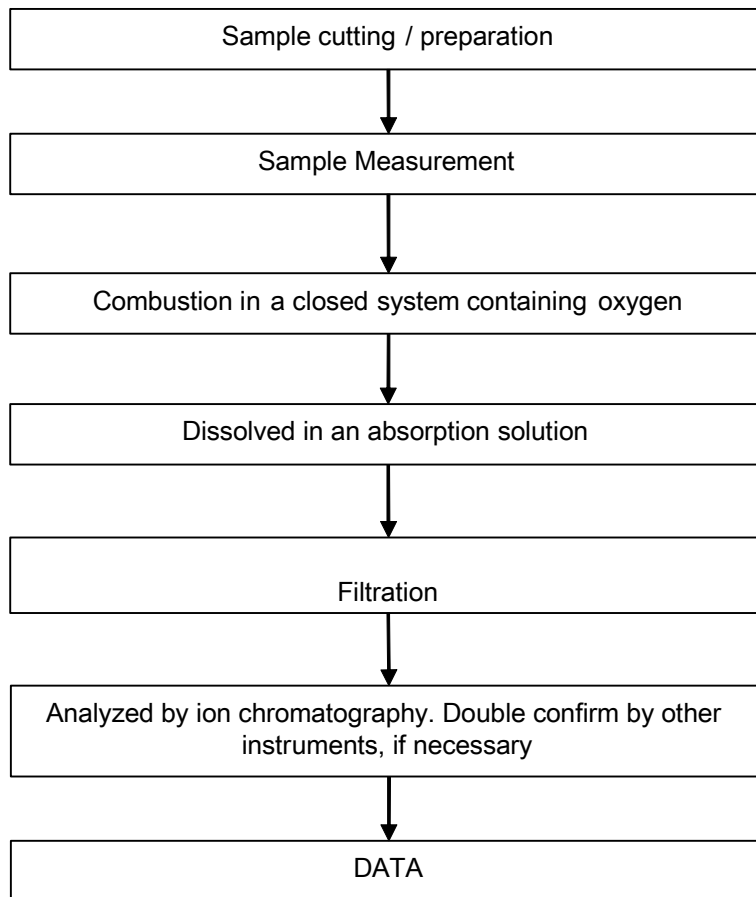 Sample cutting / preparation
Sample Measurement
Combustion in a closed system containing oxygen
Dissolved in an absorption solution
Filtration
Analyzed by ion chromatography. Double confirm by other
instruments, if necessary
DATA